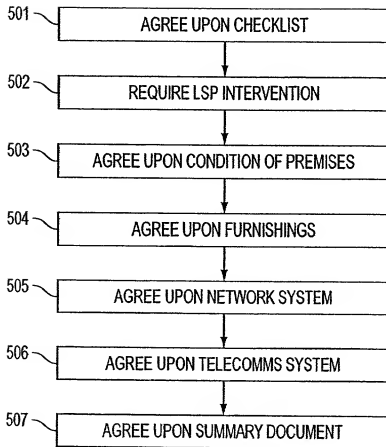 501 AGREE UPON CHECKLIST
502 REQUIRE LSP INTERVENTION
503 AGREE UPON CONDITION OF PREMISES
504 AGREE UPON FURNISHINGS
505 AGREE UPON NETWORK SYSTEM
506 AGREE UPON TELECOMMS SYSTEM
507 AGREE UPON SUMMARY DOCUMENT